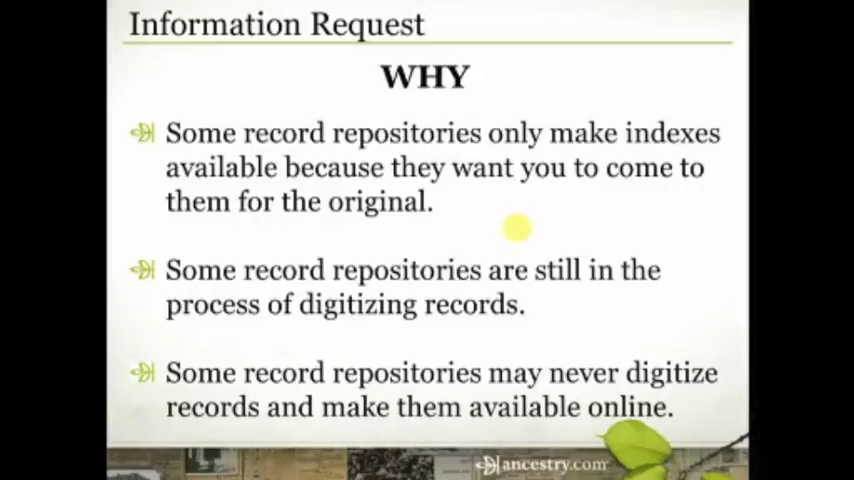 Information Request
WHY
Some record repositories only make indexes
available because they want you to come to
them for the original.
Some record repositories are still in the
process of digitizing records.
Some record repositories may never digitize
records and make them available online.
ancestry.com